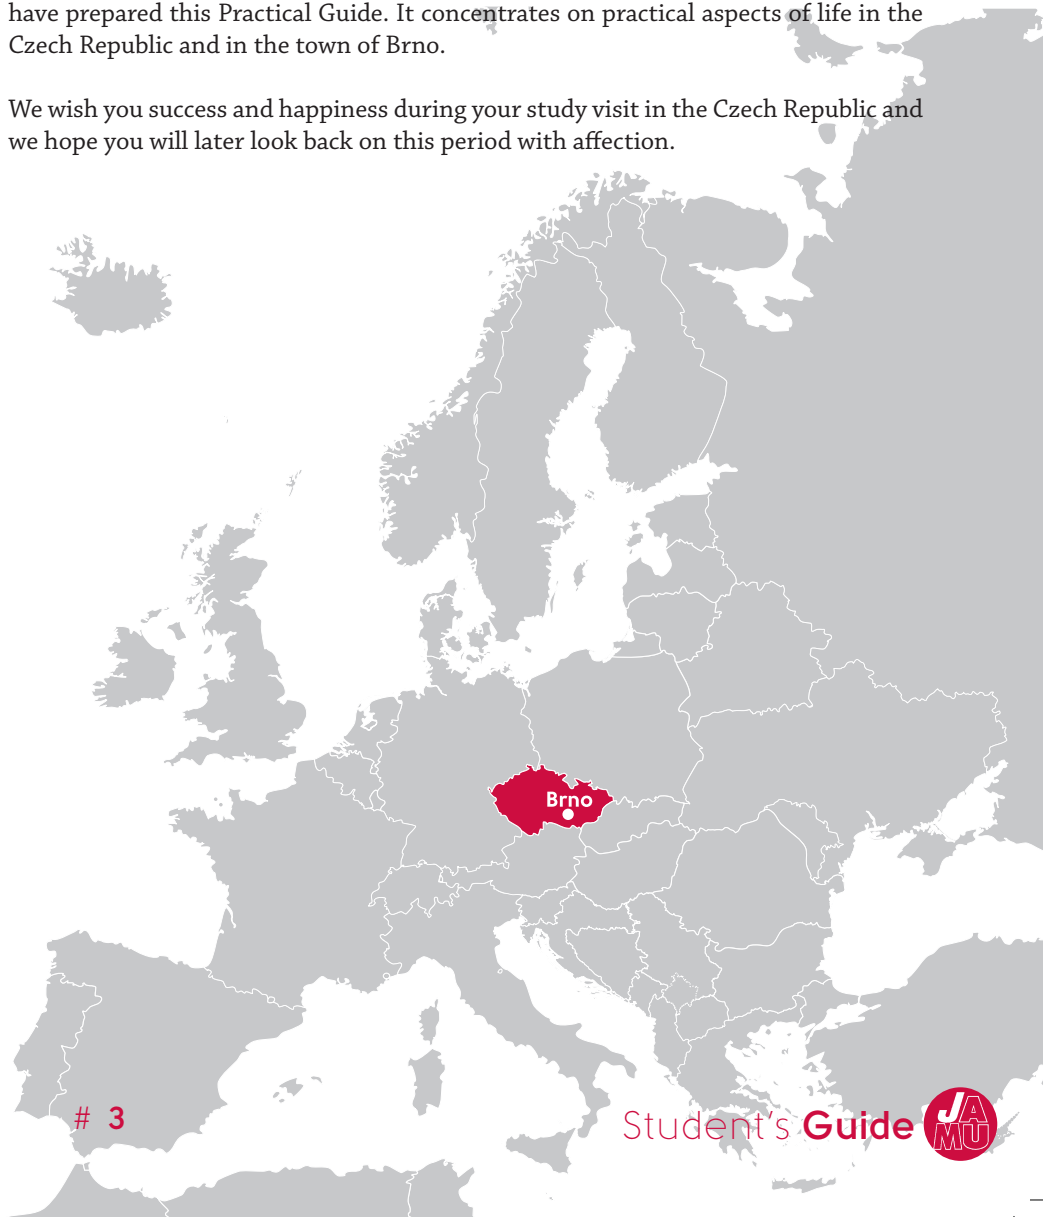 have prepared this Practical Guide. It concentrates on practical aspects of life in the
Czech Republic and in the town of Brno.
We wish you success and happiness during your study visit in the Czech Republic and
we hope you will later look back on this period with affection.
Brno
# 3
Student's Guide
JA
MU